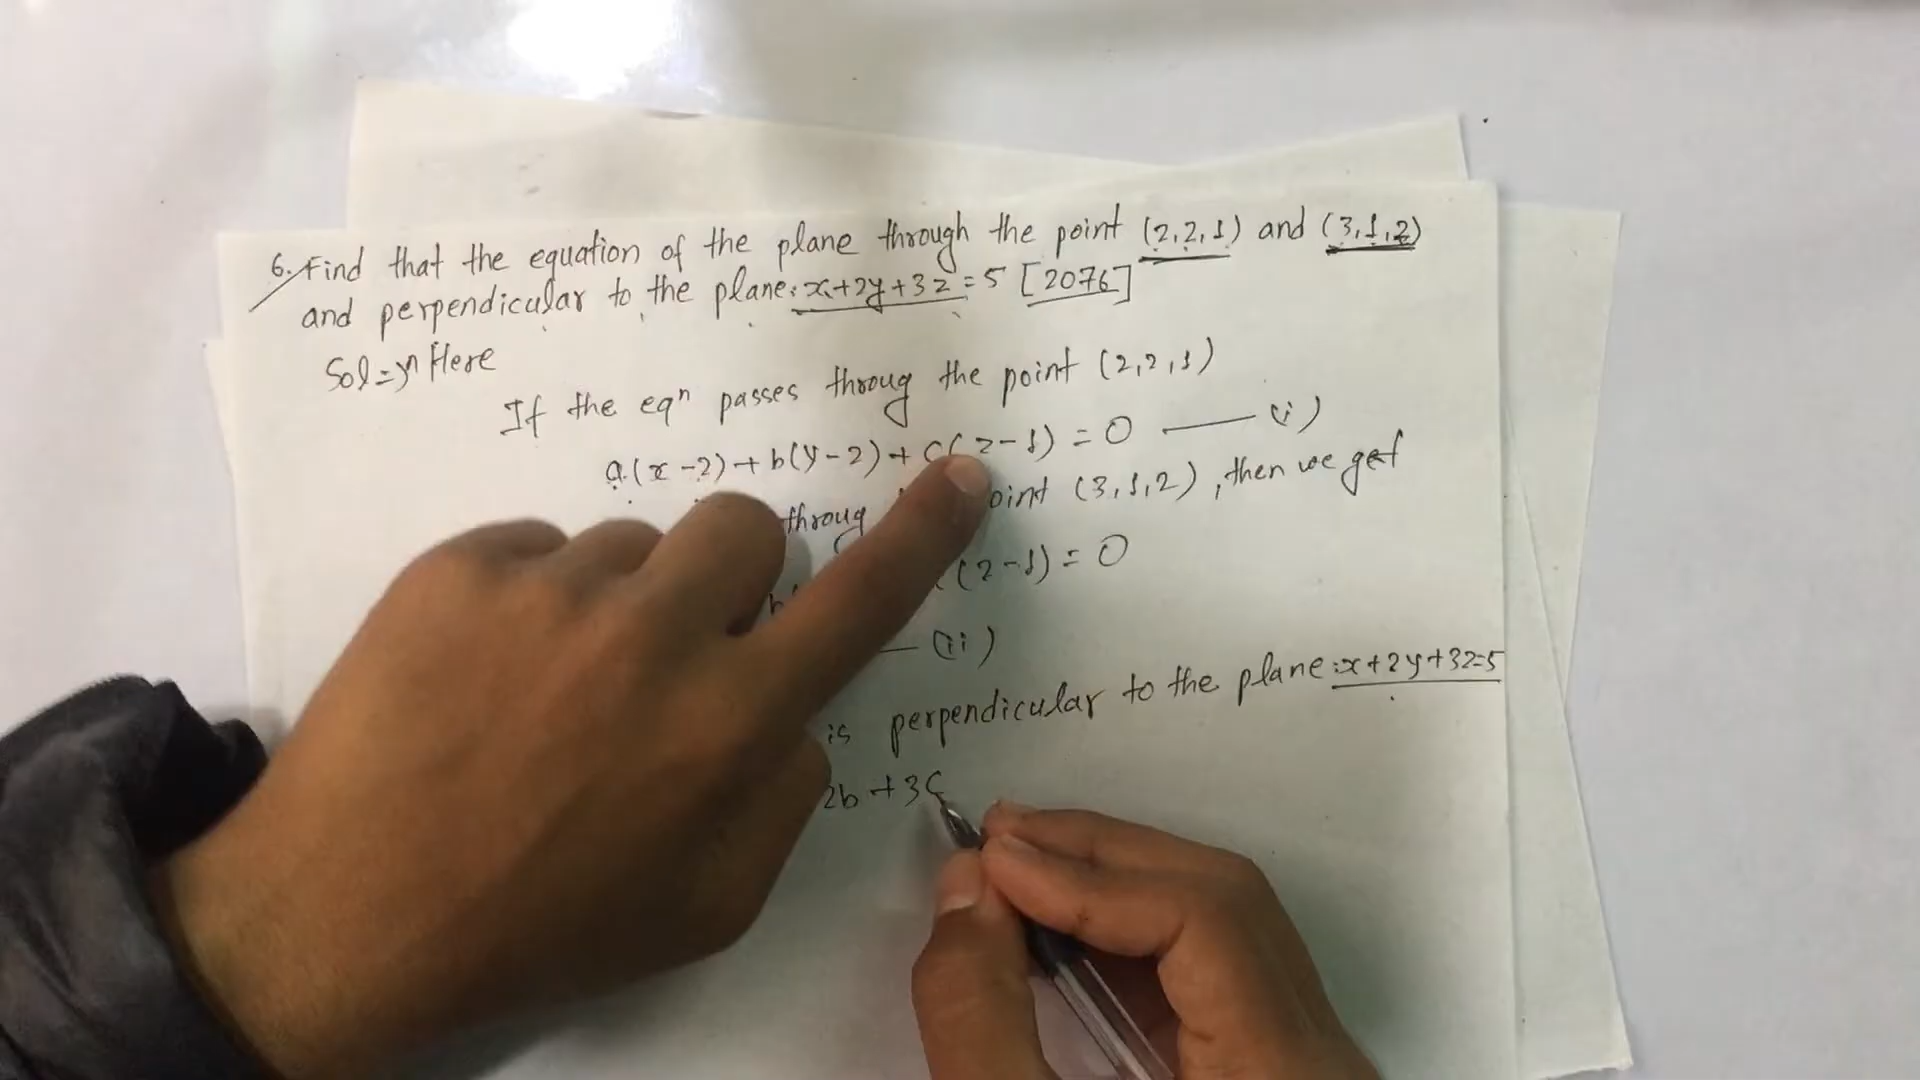 6. Find that the equation of the plane through the point (2,2,1) and (3,1,2)
and perpendicular to the plane: x+2y+3z=5 [2076]
Sol=yn Here
If the eqn passes throug the point (2,2,1)
a(x-2)+b(y-2)+c(z-1)=0 —— (i)
throug point (3,1,2), then we get
(2-1)=0
— (ii)
is perpendicular to the plane:x+2y+3z=5
2b+3c